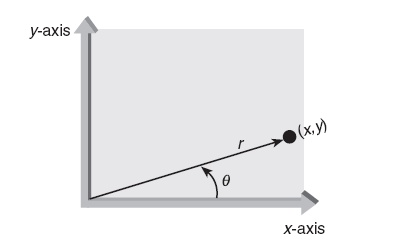 y-axis
(x,y)
r
θ
x-axis